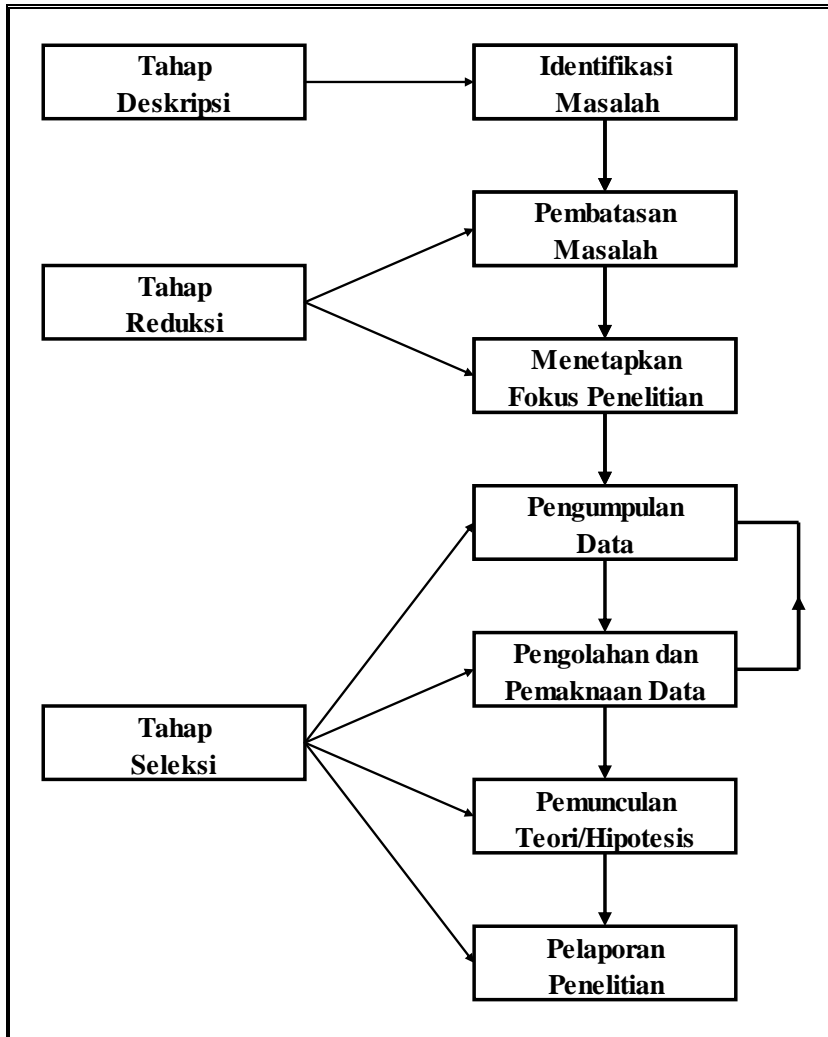 Tahap
Deskripsi
Identifikasi
Masalah
Pembatasan
Masalah
Tahap
Reduksi
Menetapkan
Fokus Penelitian
Pengumpulan
Data
Pengolahan dan
Pemaknaan Data
Tahap
Seleksi
Pemunculan
Teori/Hipotesis
Pelaporan
Penelitian